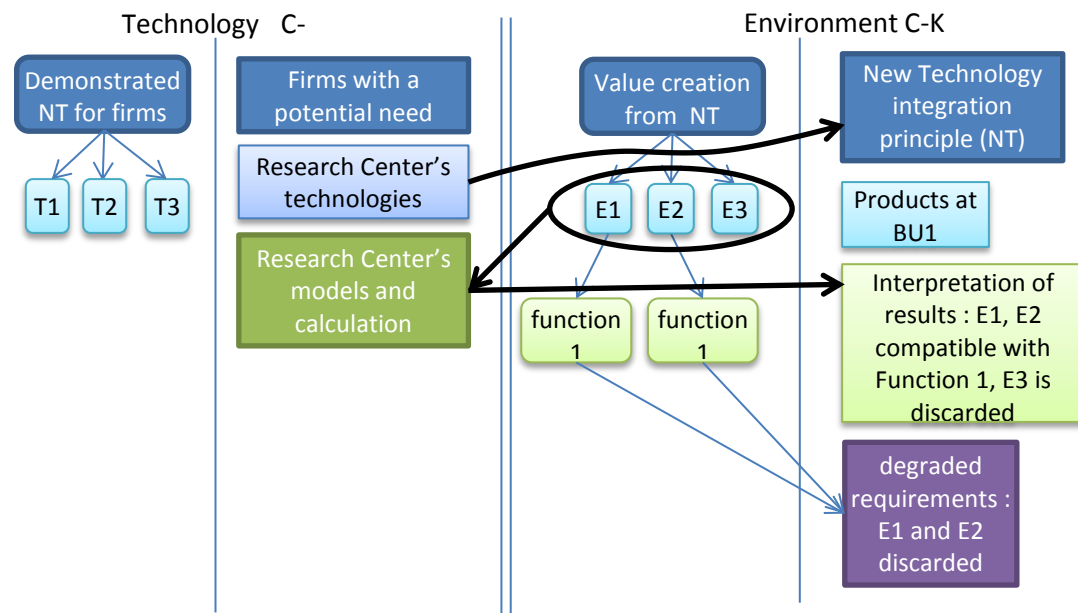 Technology C-
Environment C-K
Demonstrated
NT for firms
T1
T2
T3
Firms with a
potential need
Research Center’s
technologies
Research Center’s
models and
calculation
Value creation
from NT
E1
E2
E3
function
1
function
1
New Technology
integration
principle (NT)
Products at
BU1
Interpretation of
results : E1, E2
compatible with
Function 1, E3 is
discarded
degraded
requirements :
E1 and E2
discarded